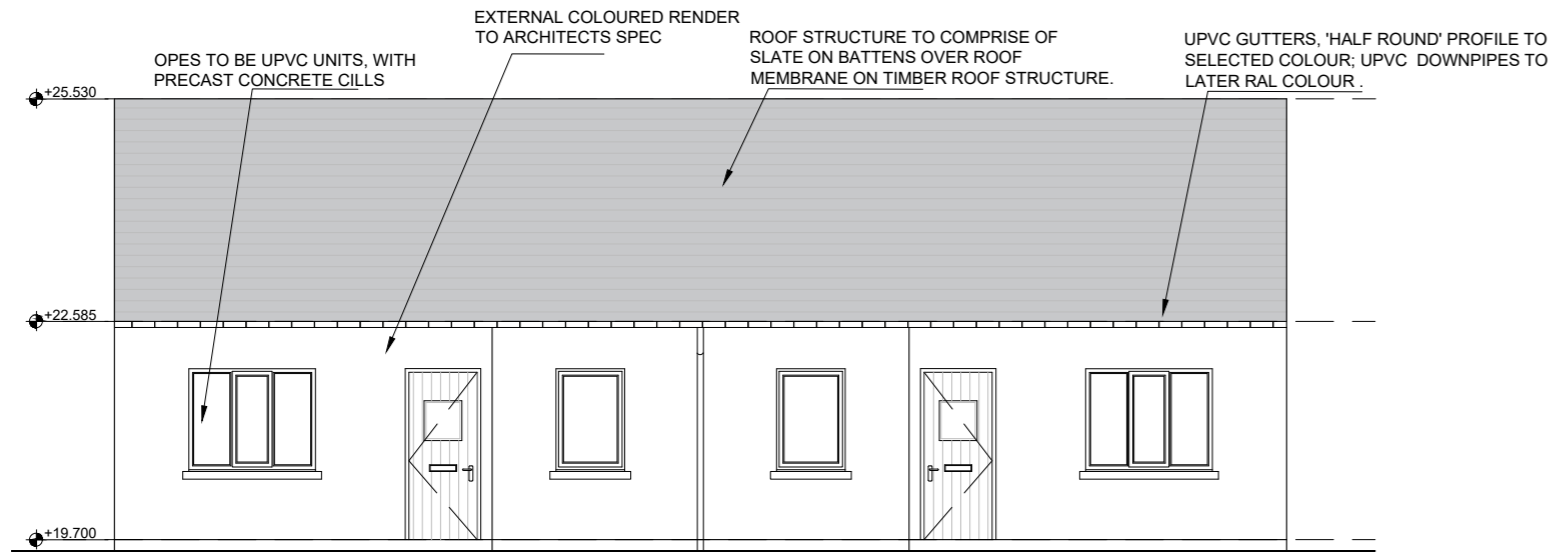 EXTERNAL COLOURED RENDER
TO ARCHITECTS SPEC
OPES TO BE UPVC UNITS, WITH
PRECAST CONCRETE CILLS
ROOF STRUCTURE TO COMPRISE OF
SLATE ON BATTENS OVER ROOF
MEMBRANE ON TIMBER ROOF STRUCTURE.
UPVC GUTTERS, 'HALF ROUND' PROFILE TO
SELECTED COLOUR; UPVC DOWNPIPES TO
LATER RAL COLOUR .
+25.530
+22.585
+19.700